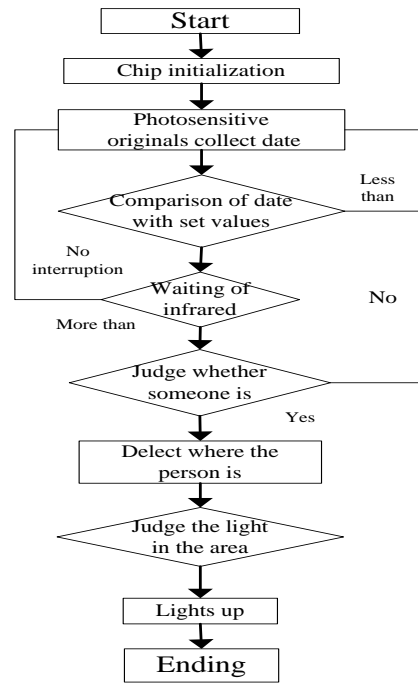 Start
Chip initialization
Photosensitive
originals collect date
Less
than
Comparison of date
with set values
No
interruption
Waiting of
infrared
No
More than
Judge whether
someone is
Yes
Delect where the
person is
Judge the light
in the area
Lights up
Ending